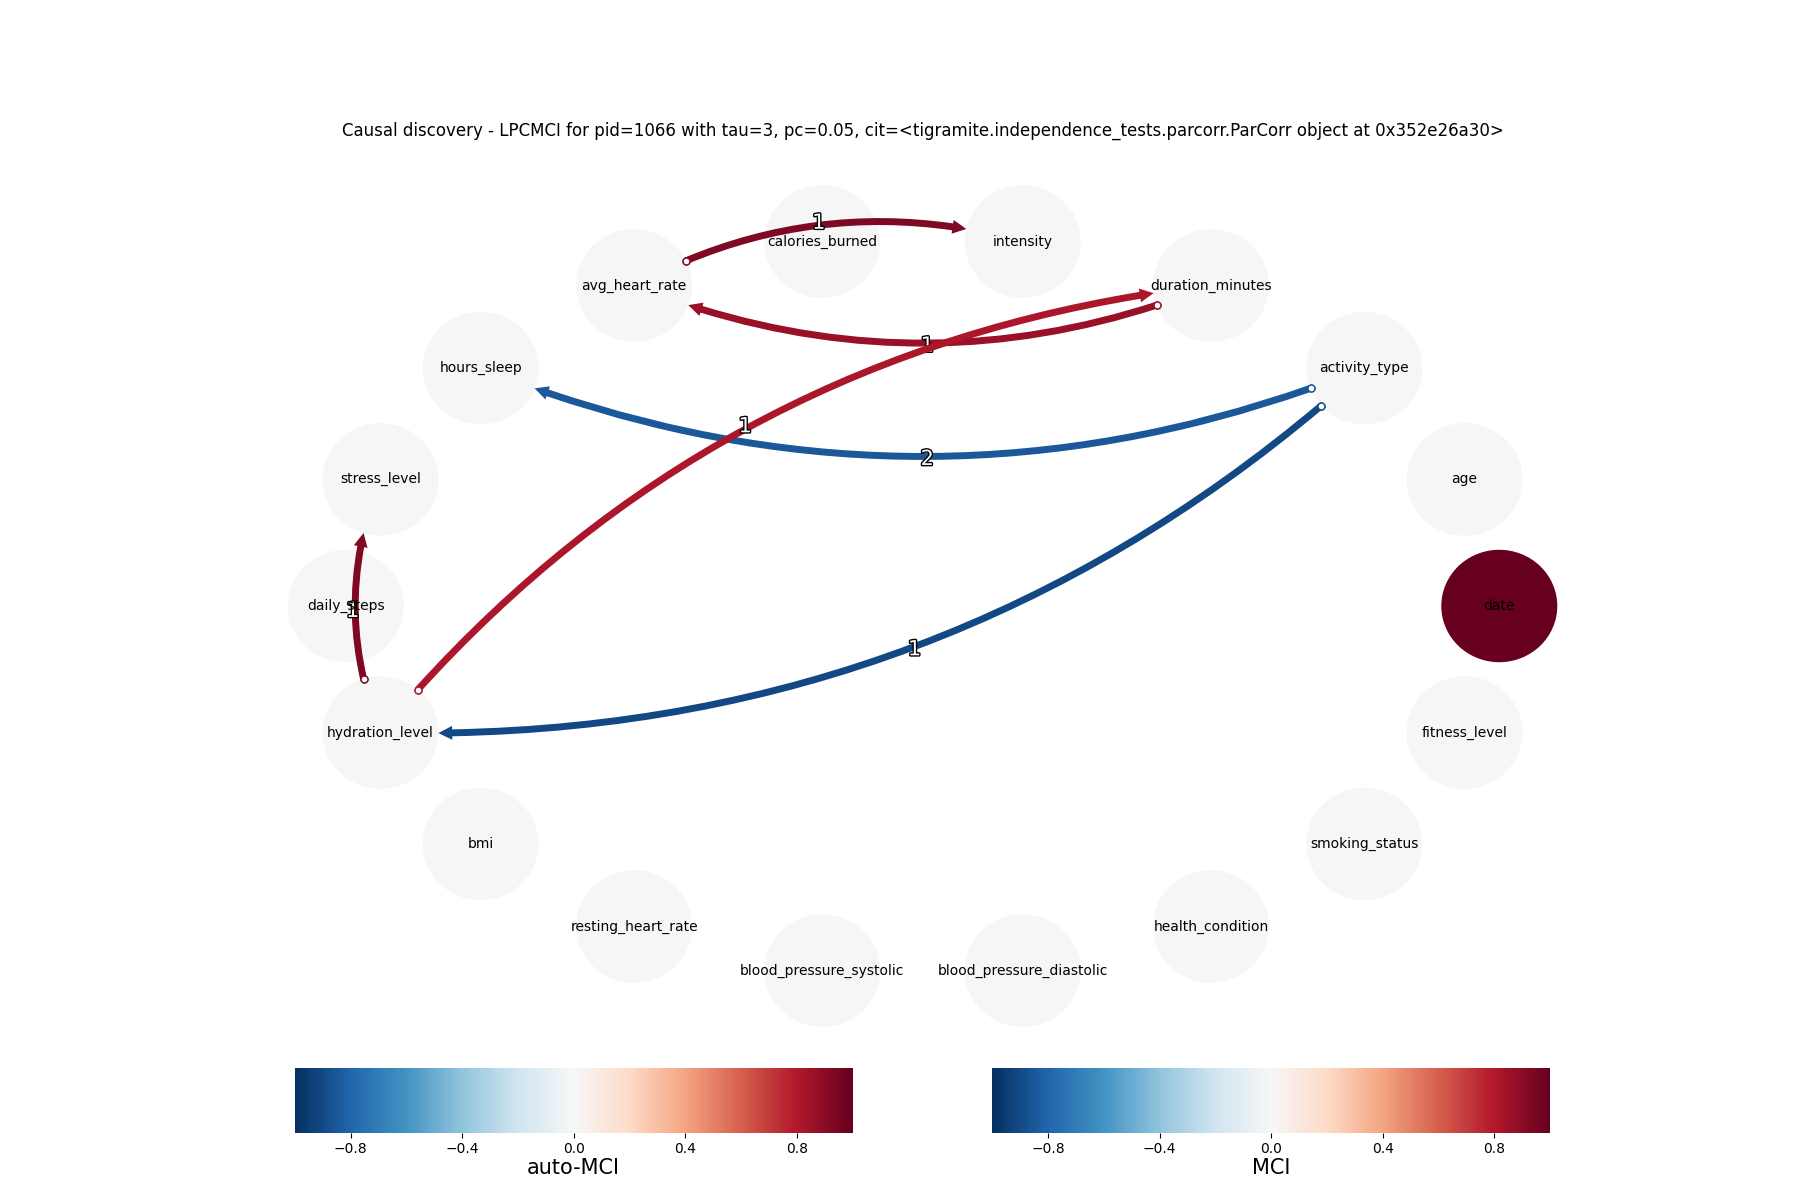 Causal discovery - LPCMCI for pid=1066 with tau=3, pc=0.05, cit=<tigramite.independence_tests.parcorr.ParCorr object at 0x352e26a30>
1
calories_burned
intensity
avg_heart_rate
duration_minutes
1
hours_sleep
activity_type
1
2
stress_level
age
daily_steps
1
date
1
hydration_level
fitness_level
bmi
smoking_status
resting_heart_rate
health_condition
blood_pressure_systolic
blood_pressure_diastolic
−0.8 −0.4 0.0 0.4 0.8
auto-MCI
−0.8 −0.4 0.0 0.4 0.8
MCI